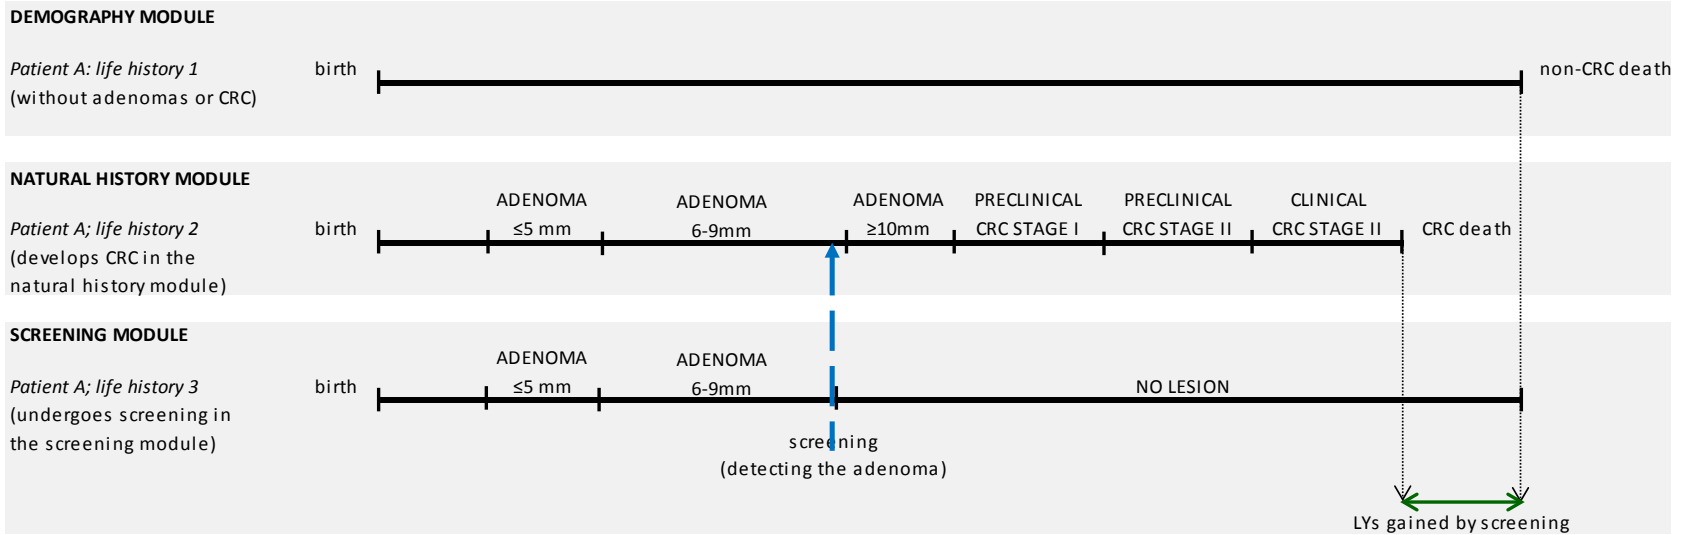 DEMOGRAPHY MODULE
Patient A: life history 1
(without adenomas or CRC)
birth
non-CRC death
NATURAL HISTORY MODULE
Patient A; life history 2
(develops CRC in the
natural history module)
birth
ADENOMA
≤5 mm
ADENOMA
6-9mm
ADENOMA
≥10mm
PRECLINICAL
CRC STAGE I
PRECLINICAL
CRC STAGE II
CLINICAL
CRC STAGE II
CRC death
SCREENING MODULE
Patient A; life history 3
(undergoes screening in
the screening module)
birth
ADENOMA
≤5 mm
ADENOMA
6-9mm
NO LESION
screening
(detecting the adenoma)
LYs gained by screening